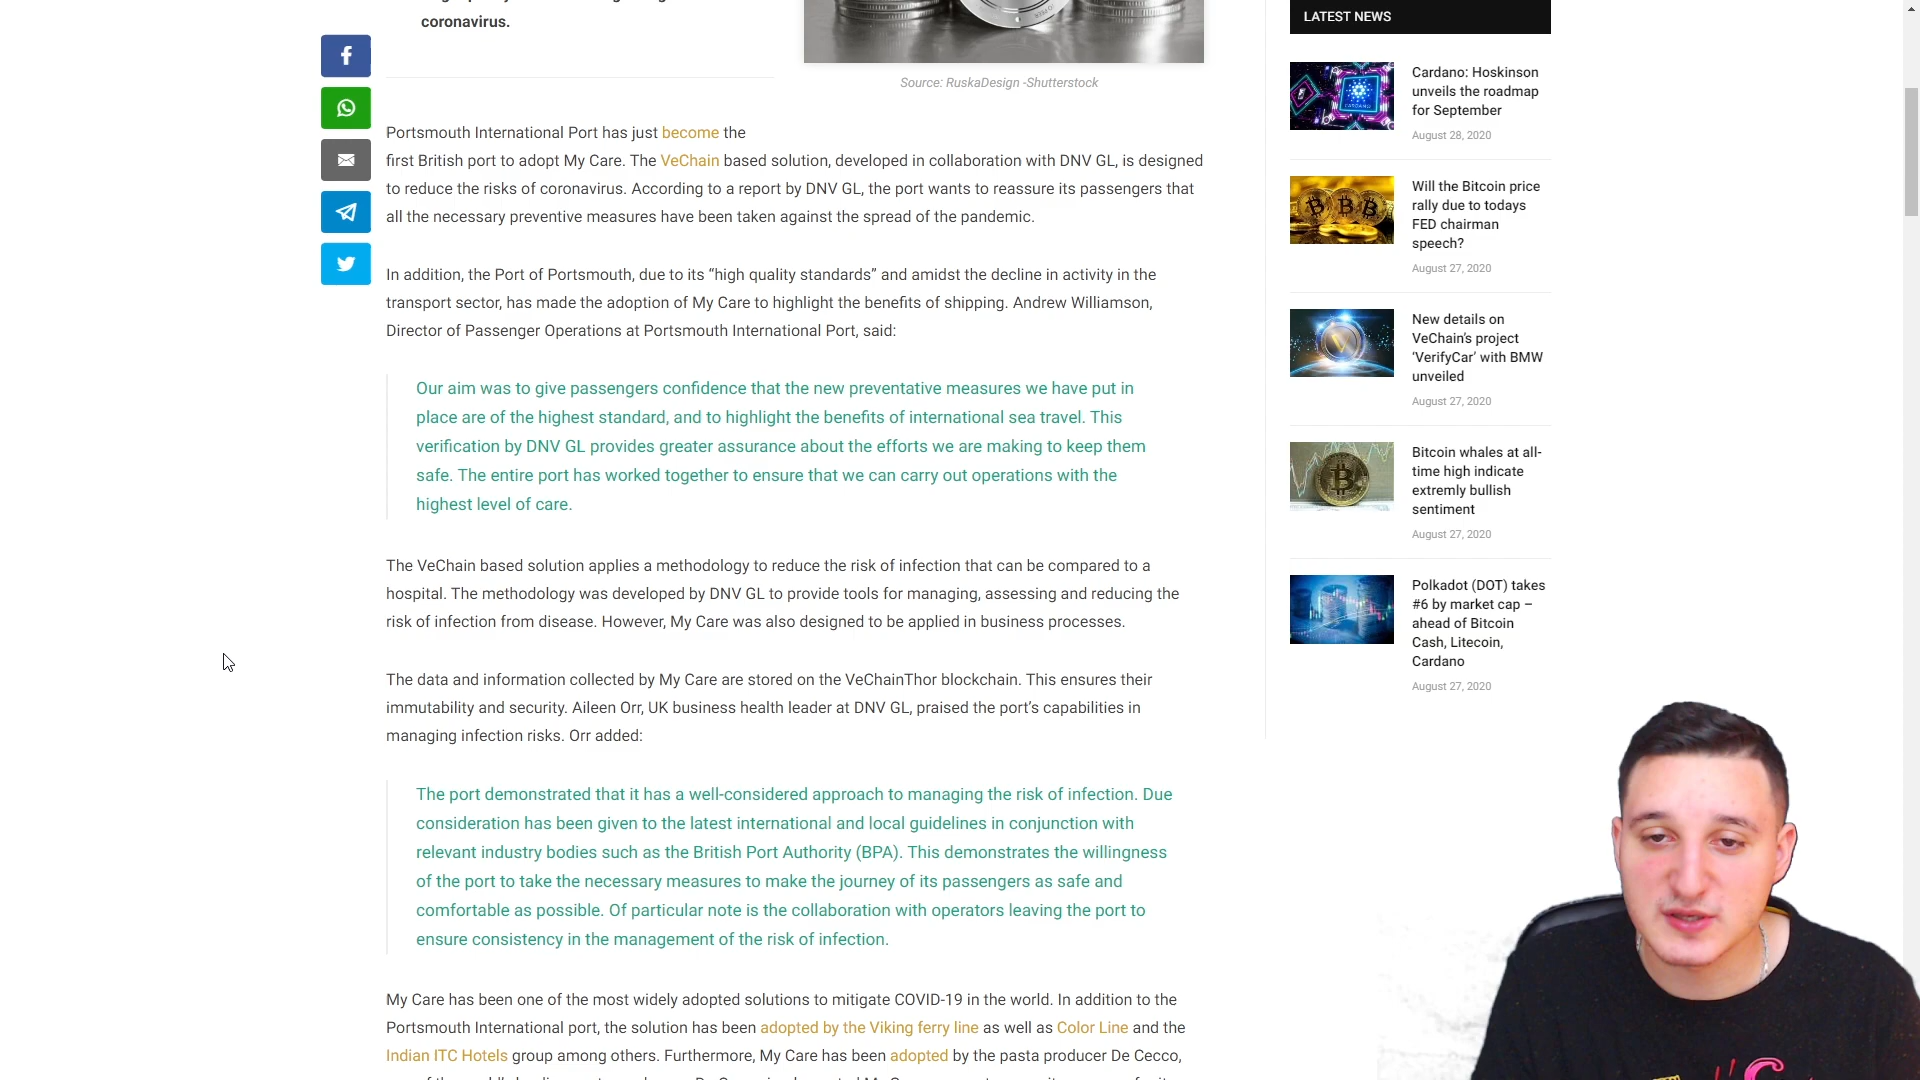 coronavirus.
Source: RuskaDesign -Shutterstock
Portsmouth International Port has just become the
first British port to adopt My Care. The VeChain based solution, developed in collaboration with DNV GL, is designed
to reduce the risks of coronavirus. According to a report by DNV GL, the port wants to reassure its passengers that
all the necessary preventive measures have been taken against the spread of the pandemic.
In addition, the Port of Portsmouth, due to its “high quality standards” and amidst the decline in activity in the
transport sector, has made the adoption of My Care to highlight the benefits of shipping. Andrew Williamson,
Director of Passenger Operations at Portsmouth International Port, said:
Our aim was to give passengers confidence that the new preventative measures we have put in
place are of the highest standard, and to highlight the benefits of international sea travel. This
verification by DNV GL provides greater assurance about the efforts we are making to keep them
safe. The entire port has worked together to ensure that we can carry out operations with the
highest level of care.
The VeChain based solution applies a methodology to reduce the risk of infection that can be compared to a
hospital. The methodology was developed by DNV GL to provide tools for managing, assessing and reducing the
risk of infection from disease. However, My Care was also designed to be applied in business processes.
The data and information collected by My Care are stored on the VeChainThor blockchain. This ensures their
immutability and security. Aileen Orr, UK business health leader at DNV GL, praised the port’s capabilities in
managing infection risks. Orr added:
The port demonstrated that it has a well-considered approach to managing the risk of infection. Due
consideration has been given to the latest international and local guidelines in conjunction with
relevant industry bodies such as the British Port Authority (BPA). This demonstrates the willingness
of the port to take the necessary measures to make the journey of its passengers as safe and
comfortable as possible. Of particular note is the collaboration with operators leaving the port to
ensure consistency in the management of the risk of infection.
My Care has been one of the most widely adopted solutions to mitigate COVID-19 in the world. In addition to the
Portsmouth International port, the solution has been adopted by the Viking ferry line as well as Color Line and the
Indian ITC Hotels group among others. Furthermore, My Care has been adopted by the pasta producer De Cecco,
LATEST NEWS
Cardano: Hoskinson
unveils the roadmap
for September
August 28, 2020
Will the Bitcoin price
rally due to todays
FED chairman
speech?
August 27, 2020
New details on
VeChain’s project
‘VerifyCar’ with BMW
unveiled
August 27, 2020
Bitcoin whales at all-
time high indicate
extremly bullish
sentiment
August 27, 2020
Polkadot (DOT) takes
#6 by market cap –
ahead of Bitcoin
Cash, Litecoin,
Cardano
August 27, 2020